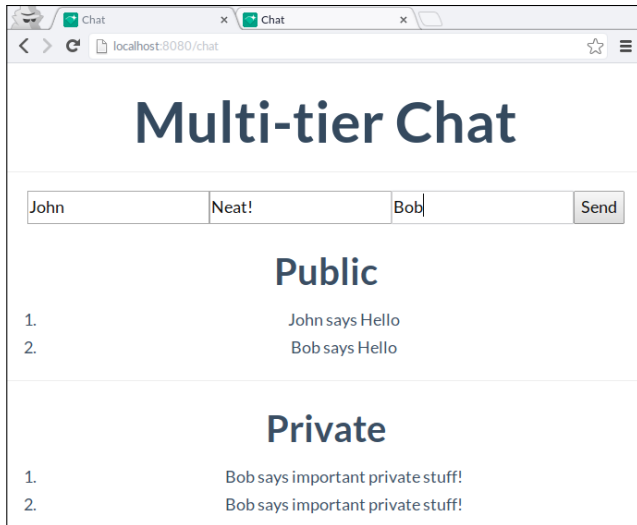 Chat × Chat ×
localhost:8080/chat
Multi-tier Chat
John Neat! Bob Send
Public
1. John says Hello
2. Bob says Hello
Private
1. Bob says important private stuff!
2. Bob says important private stuff!